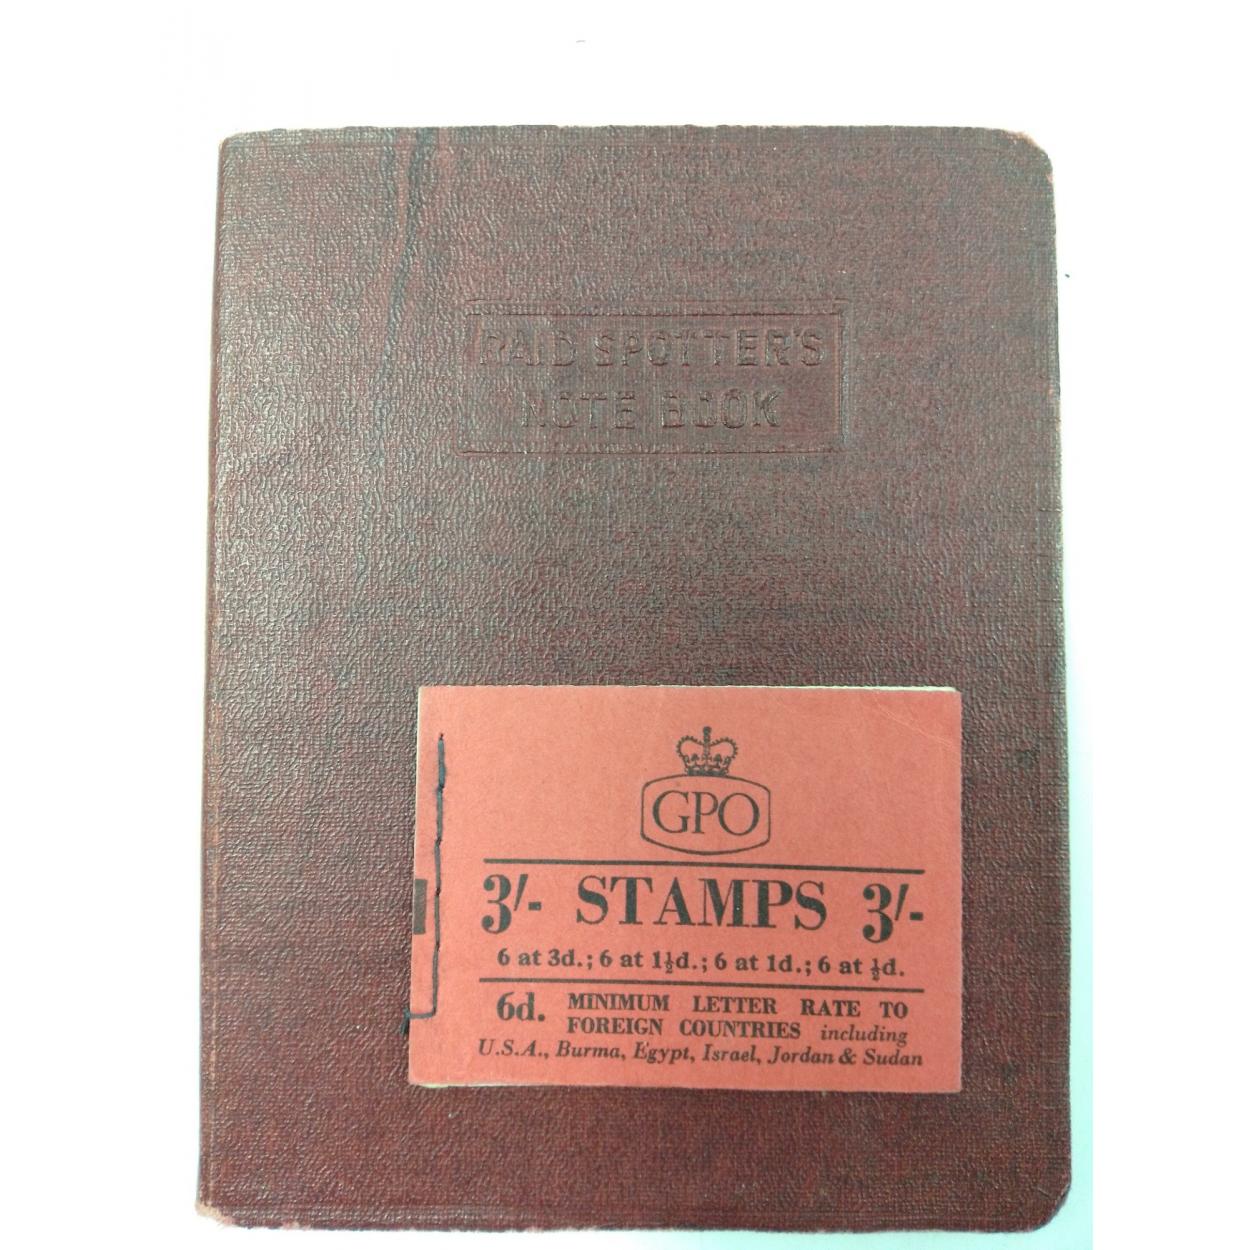 RAID SPOTTER'S
NOTE BOOK
GPO
3/- STAMPS 3/-
6 at 3d.; 6 at 1½d.; 6 at 1d.; 6 at ½d.
6d. MINIMUM LETTER RATE TO
FOREIGN COUNTRIES including
U.S.A., Burma, Egypt, Israel, Jordan & Sudan